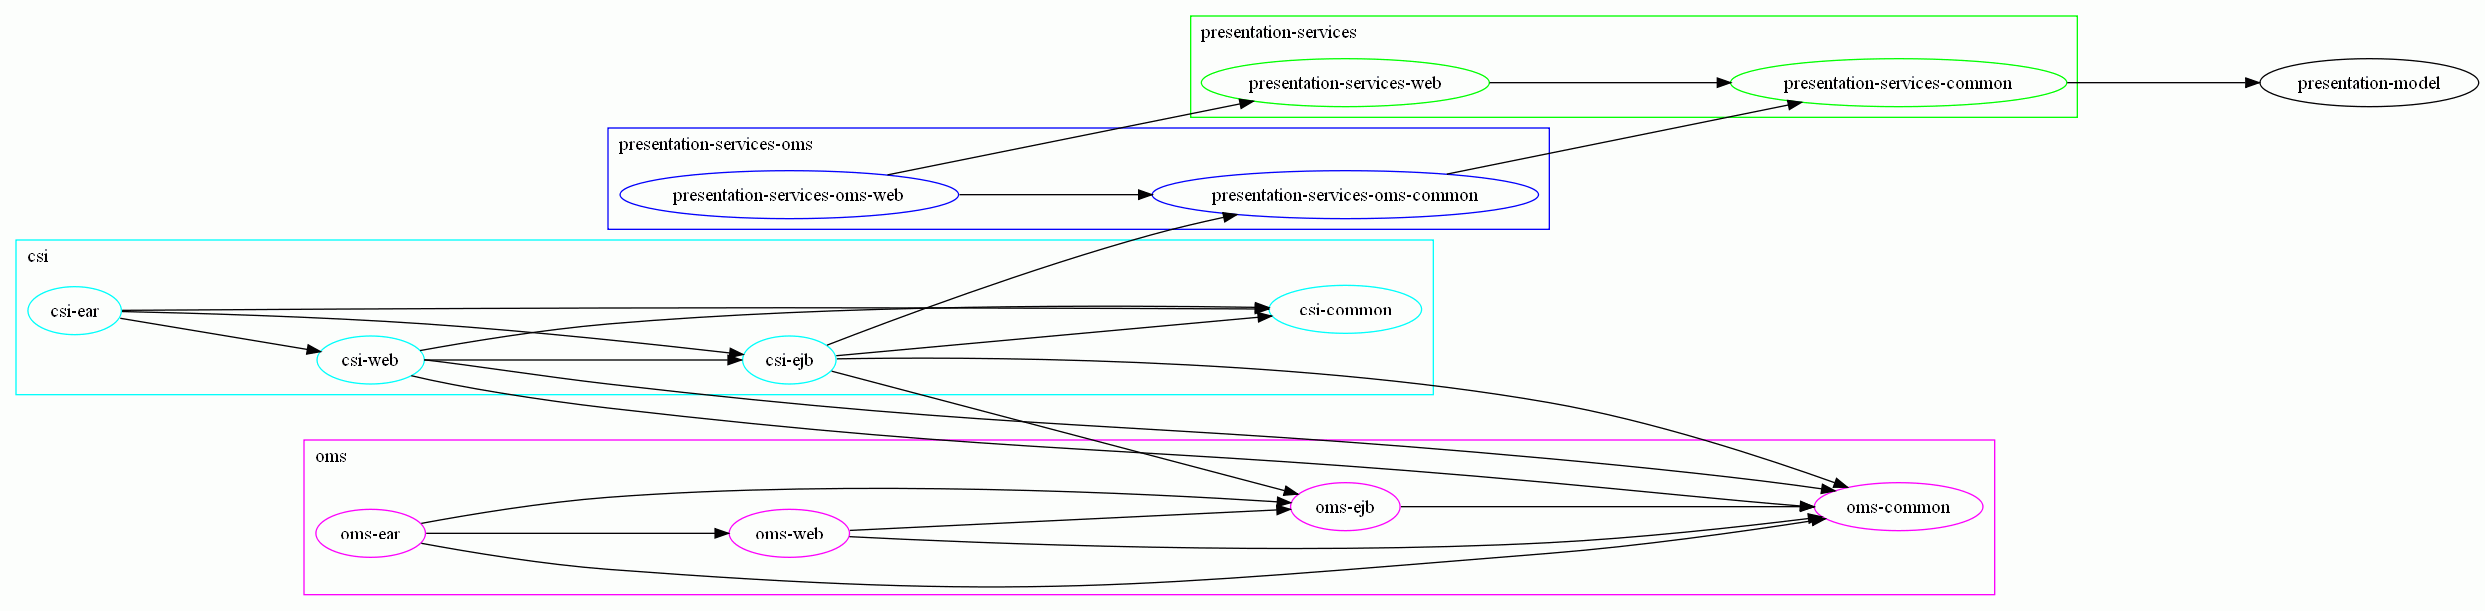 presentation-services
presentation-services-web
presentation-services-common
presentation-model
presentation-services-oms
presentation-services-oms-web
presentation-services-oms-common
csi
csi-ear
csi-common
csi-web
csi-ejb
oms
oms-ejb
oms-common
oms-ear
oms-web